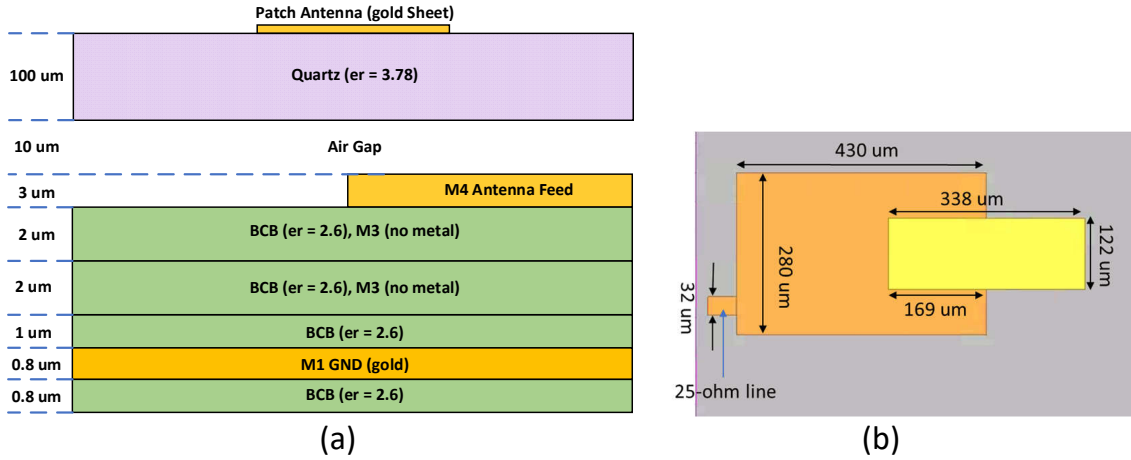 Patch Antenna (gold Sheet)
100 um
Quartz (er = 3.78)
10 um
Air Gap
3 um
M4 Antenna Feed
2 um
BCB (er = 2.6), M3 (no metal)
2 um
BCB (er = 2.6), M3 (no metal)
1 um
BCB (er = 2.6)
0.8 um
M1 GND (gold)
0.8 um
BCB (er = 2.6)
(a)
430 um
338 um
280 um
122 um
32 um
169 um
25-ohm line
(b)